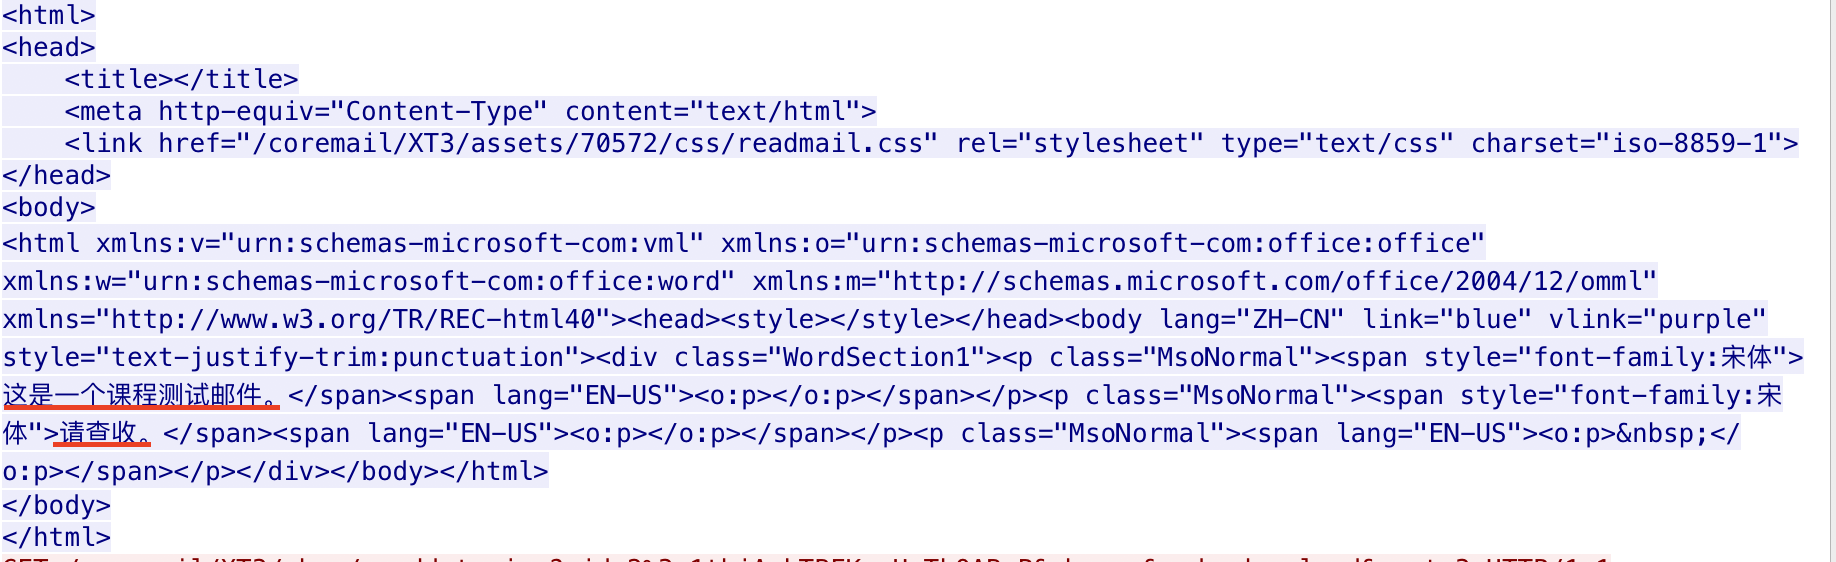 <html>
<head>
    <title></title>
    <meta http-equiv="Content-Type" content="text/html">
    <link href="/coremail/XT3/assets/70572/css/readmail.css" rel="stylesheet" type="text/css" charset="iso-8859-1">
</head>
<body>
<html xmlns:v="urn:schemas-microsoft-com:vml" xmlns:o="urn:schemas-microsoft-com:office:office"
xmlns:w="urn:schemas-microsoft-com:office:word" xmlns:m="http://schemas.microsoft.com/office/2004/12/omml"
xmlns="http://www.w3.org/TR/REC-html40"><head><style></style></head><body lang="ZH-CN" link="blue" vlink="purple"
style="text-justify-trim:punctuation"><div class="WordSection1"><p class="MsoNormal"><span style="font-family:宋体">
这是一个课程测试邮件。</span><span lang="EN-US"><o:p></o:p></span></p><p class="MsoNormal"><span style="font-family:宋
体">请查收。</span><span lang="EN-US"><o:p></o:p></span></p><p class="MsoNormal"><span lang="EN-US"><o:p>&nbsp;</
o:p></span></p></div></body></html>
</body>
</html>